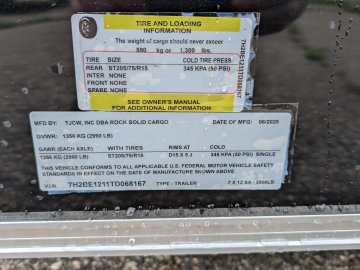 TIRE AND LOADING
INFORMATION
The weight of cargo should never exceed
590 kg or 1,300 lbs.
TIRE SIZE COLD TIRE PRESS
REAR ST205/75/R15 345 KPA (50 PSI)
INTER NONE
FRONT NONE
SPARE NONE
SEE OWNER'S MANUAL
FOR ADDITIONAL INFORMATION
7H2BE1211TD068167
MFD BY: TJCW, INC DBA ROCK SOLID CARGO DATE OF MFG: 06/2025
GVWR: 1356 KG (2990 LB)
GAWR (EACH AXLE) WITH TIRES RIMS AT COLD
1356 KG (2990 LB) ST205/75/R15 D15 X 5 J 345 KPA (50 PSI) SINGLE
THIS VEHICLE CONFORMS TO ALL APPLICABLE U.S. FEDERAL MOTOR VEHICLE SAFETY
STANDARDS IN EFFECT ON THE DATE OF MANUFACTURE SHOWN ABOVE
V.I.N. 7H2BE1211TD068167 TYPE - TRAILER 7 X 12 SA -